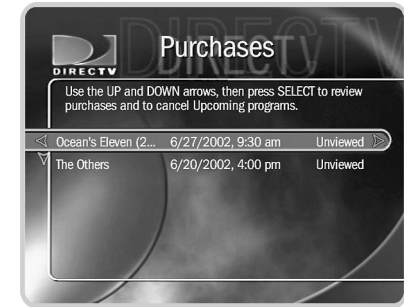 DIRECTV
Purchases
DIRECTV
Use the UP and DOWN arrows, then press SELECT to review
purchases and to cancel Upcoming programs.
Ocean's Eleven (2... 6/27/2002, 9:30 am Unviewed
The Others 6/20/2002, 4:00 pm Unviewed